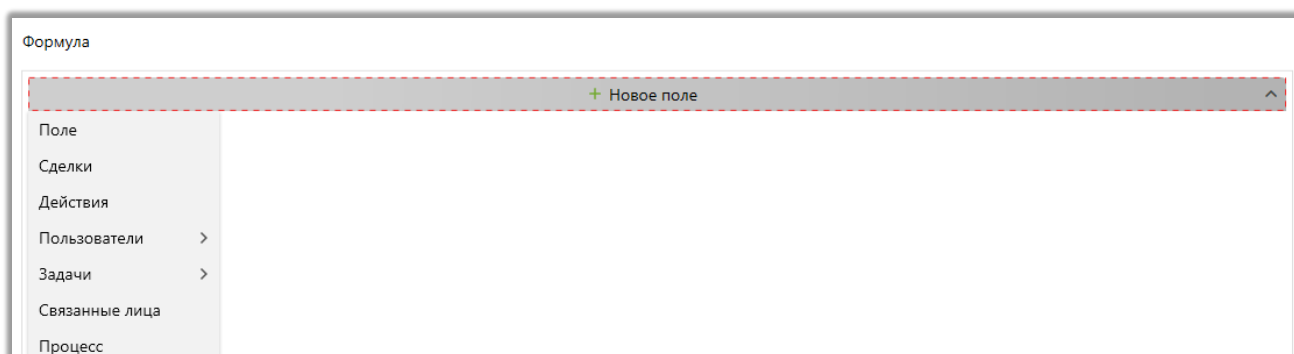 Формула
+ Новое поле
Поле
Сделки
Действия
Пользователи
Задачи
Связанные лица
Процесс